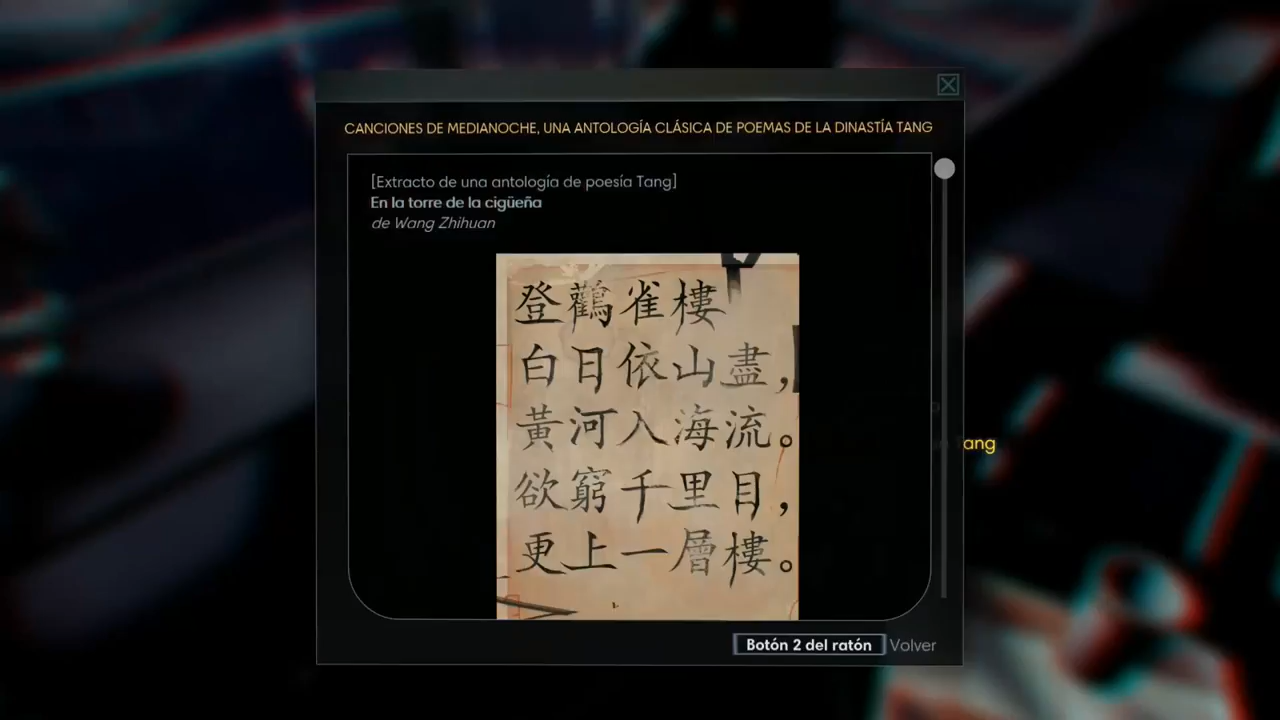 CANCIONES DE MEDIANOCHE, UNA ANTOLOGÍA CLÁSICA DE POEMAS DE LA DINASTÍA TANG
[Extracto de una antología de poesía Tang]
En la torre de la cigüeña
de Wang Zhihuan
登鸛雀樓
白日依山盡，
黃河入海流。
欲窮千里目，
更上一層樓。
ang
Botón 2 del ratón Volver